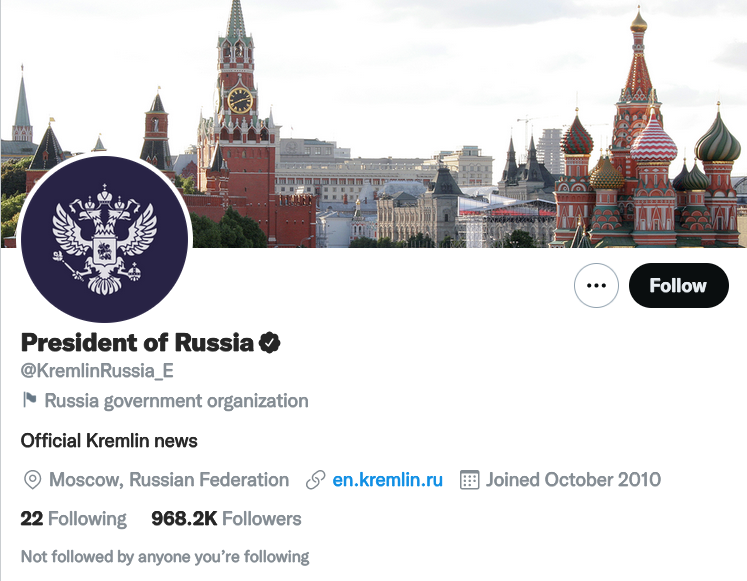 Follow
President of Russia
@KremlinRussia_E
Russia government organization
Official Kremlin news
Moscow, Russian Federation en.kremlin.ru Joined October 2010
22 Following 968.2K Followers
Not followed by anyone you’re following